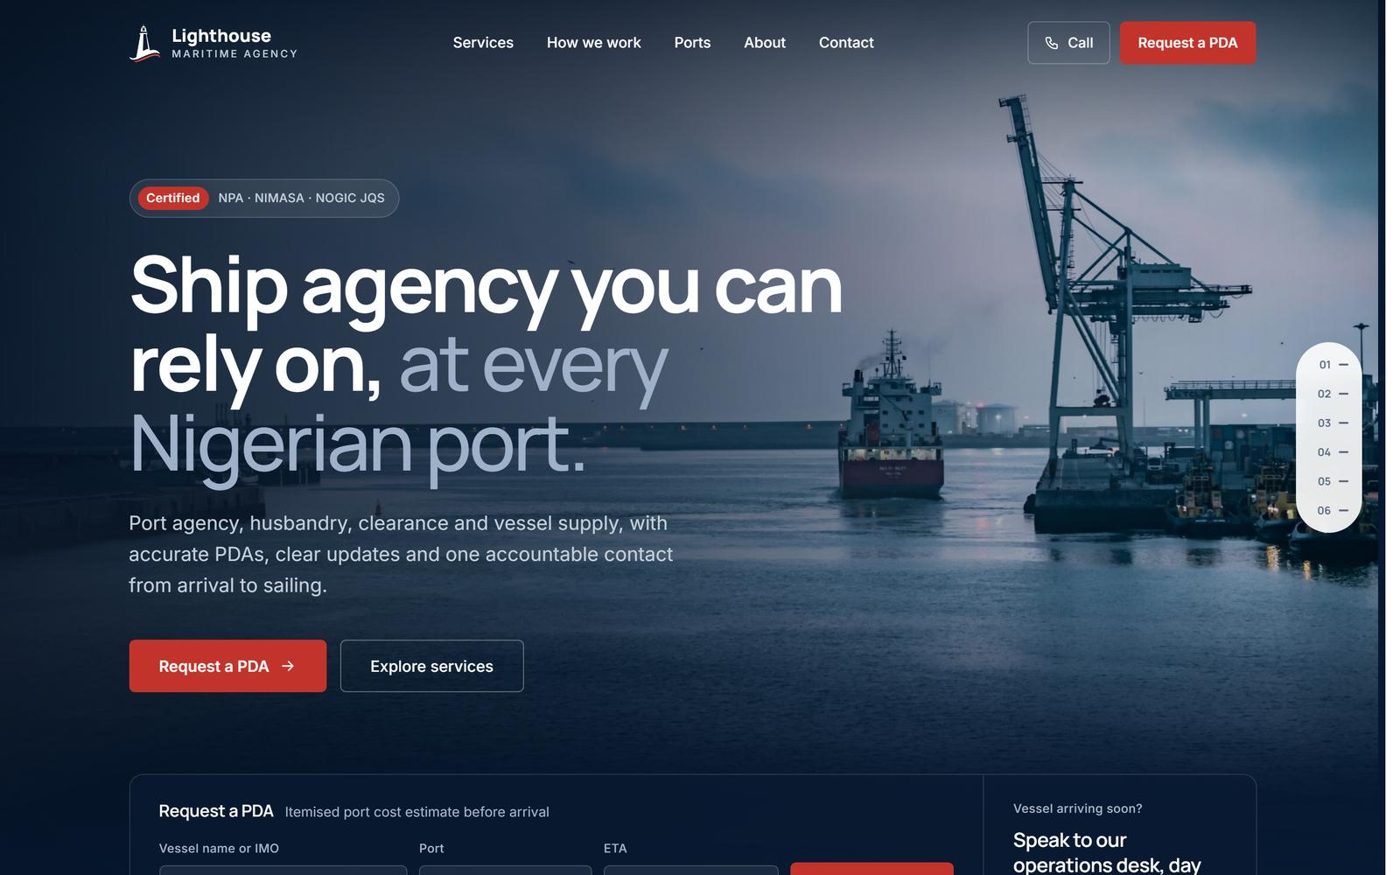 Lighthouse
MARITIME AGENCY
Services
How we work
Ports
About
Contact
Call
Request a PDA
Certified
NPA · NIMASA · NOGIC JQS
Ship agency you can
rely on, at every
Nigerian port.
01
02
03
04
05
06
Port agency, husbandry, clearance and vessel supply, with
accurate PDAs, clear updates and one accountable contact
from arrival to sailing.
Request a PDA
Explore services
Request a PDA
Itemised port cost estimate before arrival
Vessel name or IMO
Port
ETA
Vessel arriving soon?
Speak to our
operations desk, day